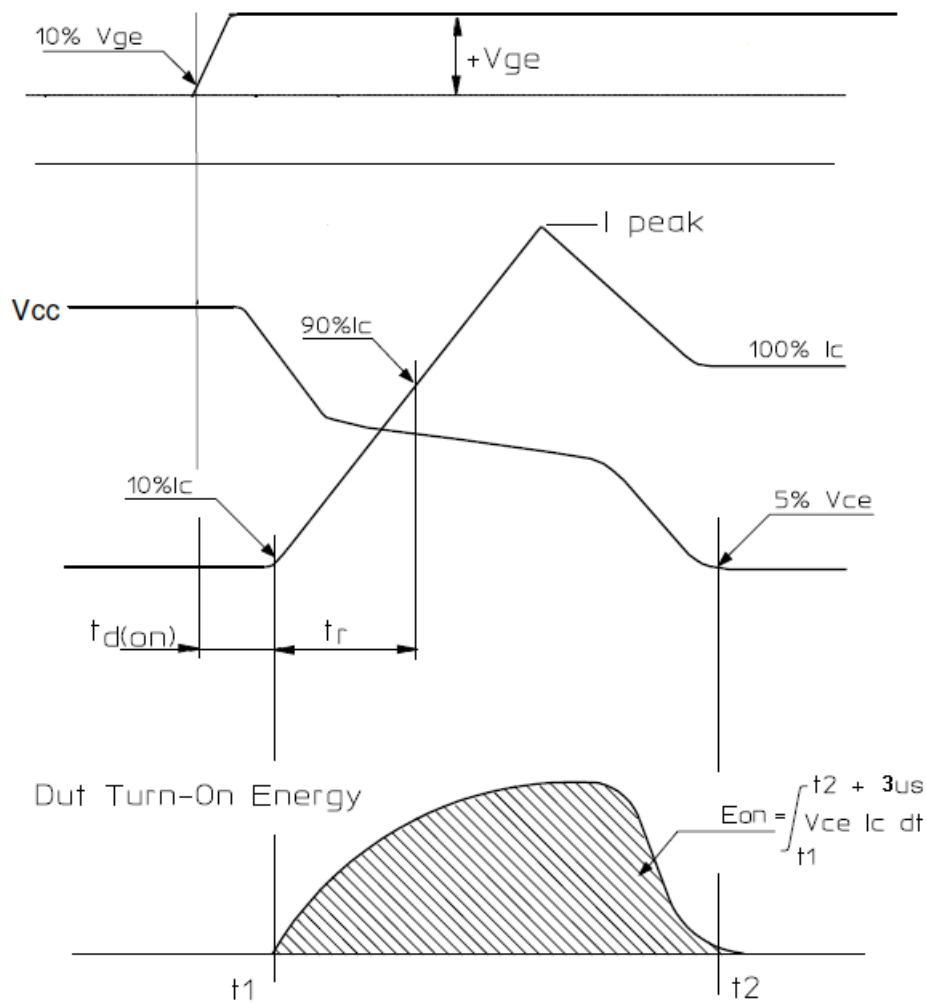 10% Vge
+Vge
I peak
Vcc
90%Ic
100% Ic
10%Ic
5% Vce
td(on)
tr
Dut Turn-On Energy
t2 + 3us
Eon = ∫ Vce Ic dt
t1
t1
t2